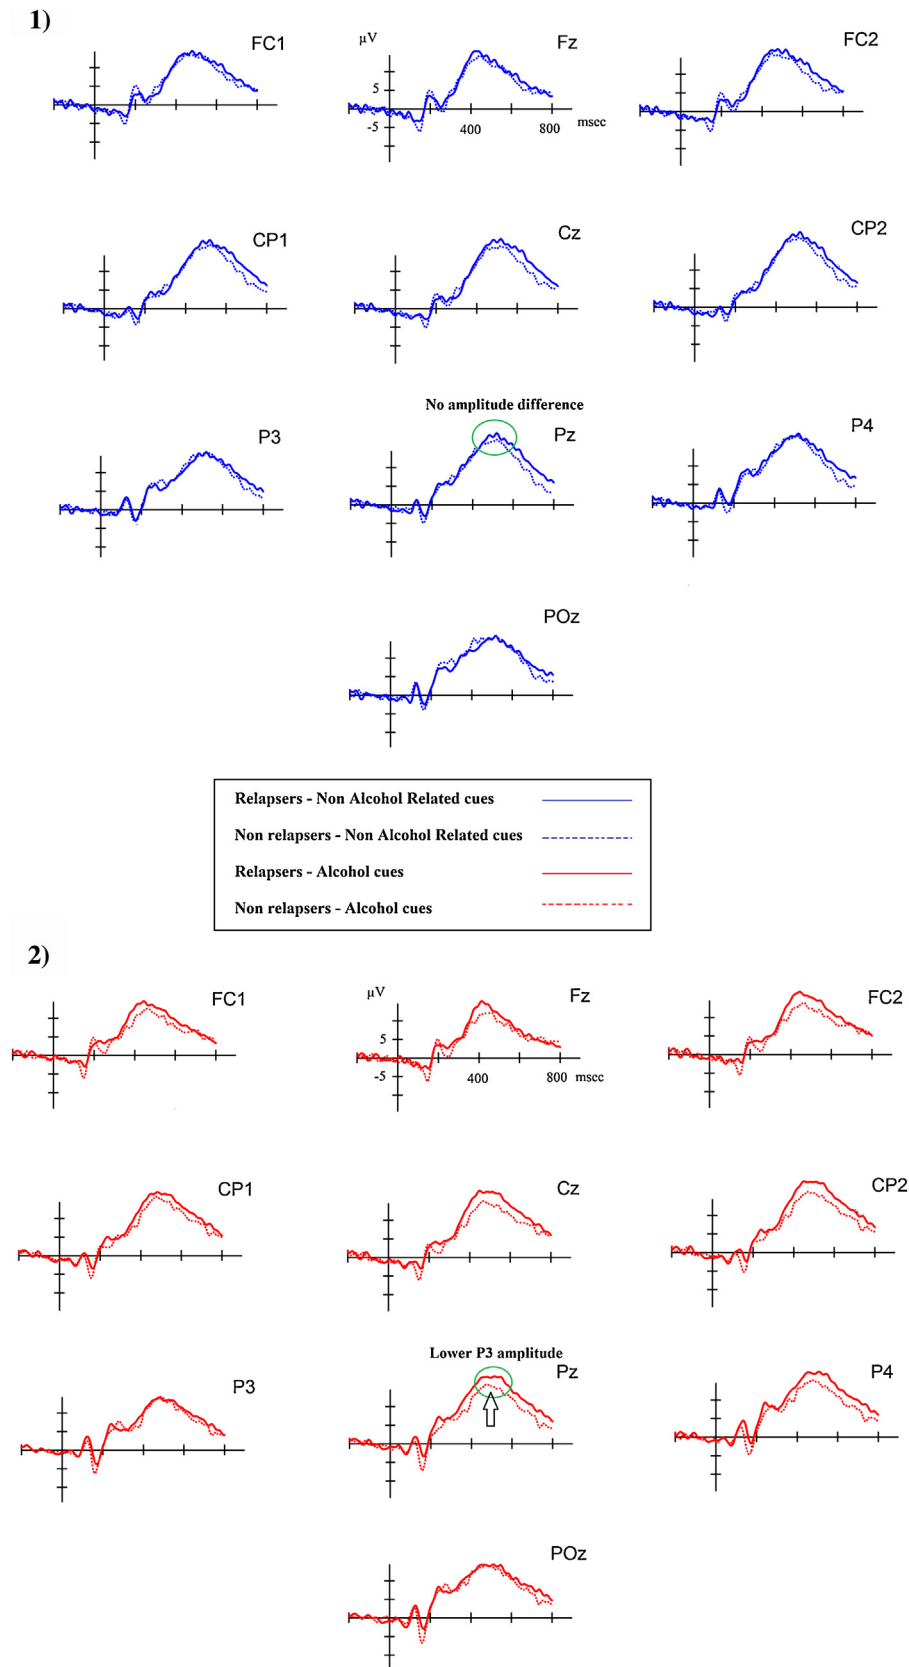 1)
FC1
µV
Fz
FC2
5
-5
400
800
mscc
CP1
Cz
CP2
No amplitude difference
P3
Pz
P4
POz
Relapsers - Non Alcohol Related cues
Non relapsers - Non Alcohol Related cues
Relapsers - Alcohol cues
Non relapsers - Alcohol cues
2)
FC1
µV
Fz
FC2
5
-5
400
800
mscc
CP1
Cz
CP2
Lower P3 amplitude
P3
Pz
P4
POz